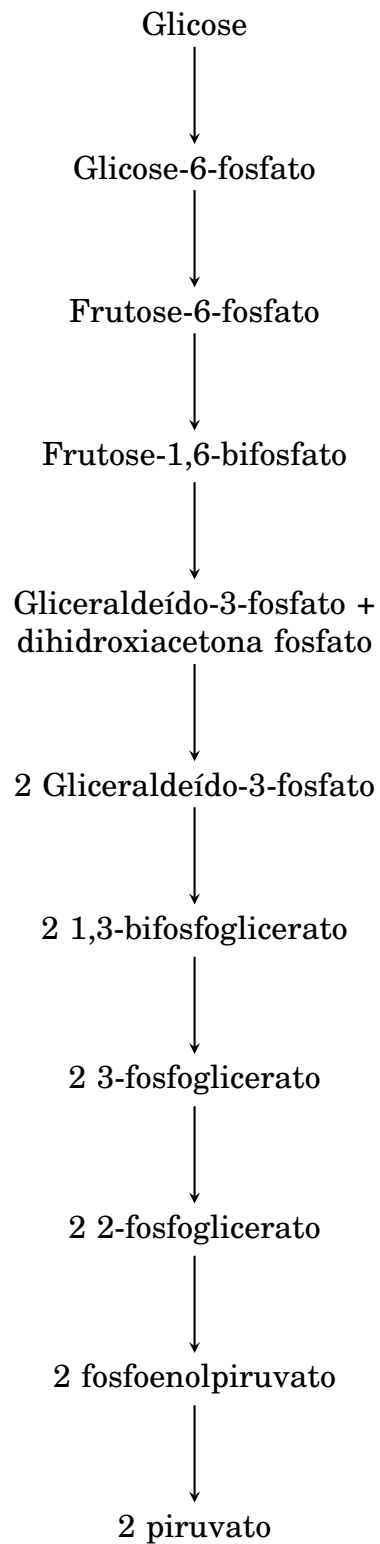 Glicose
Glicose-6-fosfato
Frutose-6-fosfato
Frutose-1,6-bifosfato
Gliceraldeído-3-fosfato +
dihidroxiacetona fosfato
2 Gliceraldeído-3-fosfato
2 1,3-bifosfoglicerato
2 3-fosfoglicerato
2 2-fosfoglicerato
2 fosfoenolpiruvato
2 piruvato